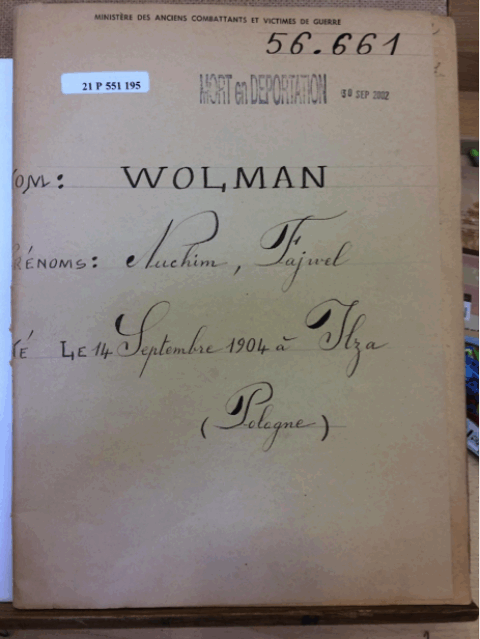 MINISTÈRE DES ANCIENS COMBATTANTS ET VICTIMES DE GUERRE
56.661
21 P 551 195
MORT en DEPORTATION
SEP 2002
OM: WOLMAN
RÉNOMS: Nuchim, Fajwel
É LE 14 Septembre 1904 à Ilza
(Pologne)